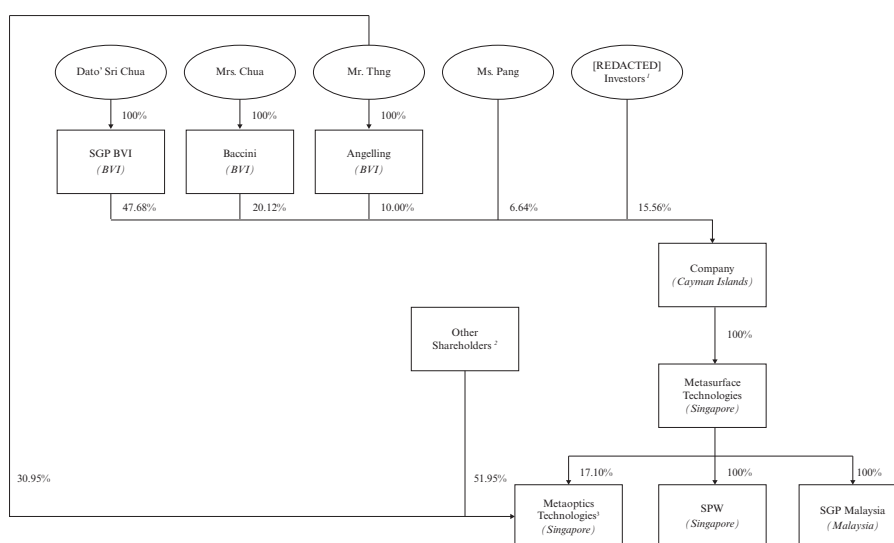 Dato' Sri Chua
Mrs. Chua
Mr. Thng
Ms. Pang
[REDACTED]
Investors 1
100%
100%
100%
SGP BVI
(BVI)
Baccini
(BVI)
Angelling
(BVI)
47.68%
20.12%
10.00%
6.64%
15.56%
Company
(Cayman Islands)
Other
Shareholders 2
100%
Metasurface
Technologies
(Singapore)
30.95%
51.95%
17.10%
100%
100%
Metaoptics
Technologies3
(Singapore)
SPW
(Singapore)
SGP Malaysia
(Malaysia)